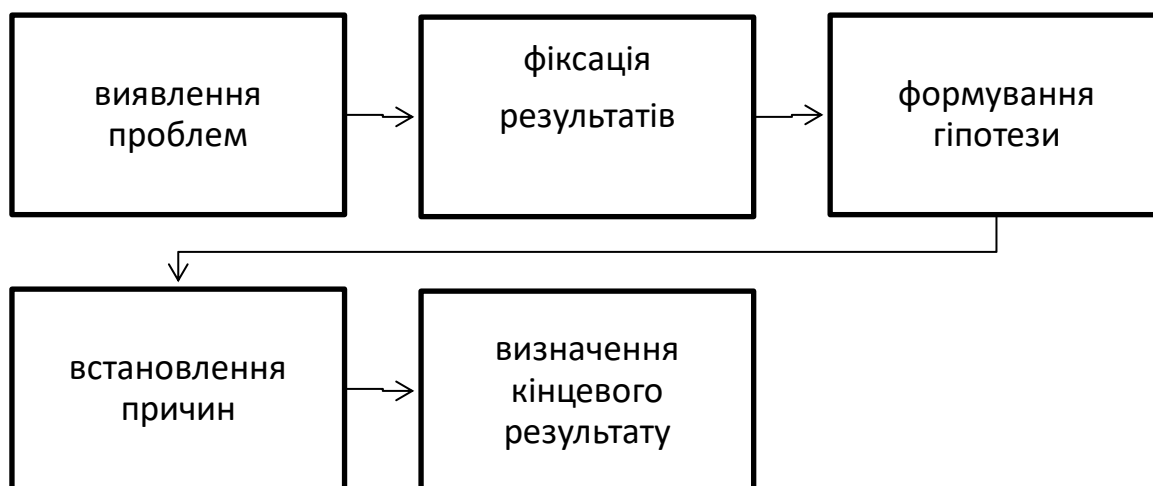 виявлення
проблем
фіксація
результатів
формування
гіпотези
встановлення
причин
визначення
кінцевого
результату